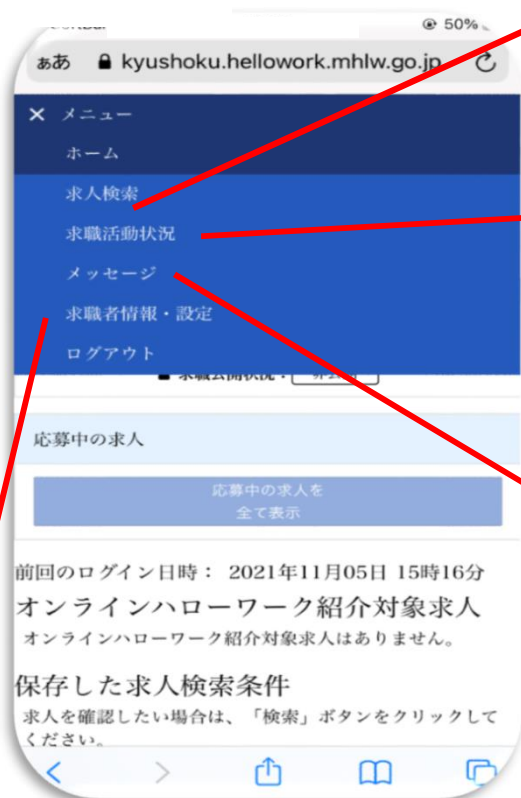 50%
ぁあ kyushoku.hellowork.mhlw.go.jp
× メニュー
ホーム
求人検索
求職活動状況
メッセージ
求職者情報・設定
ログアウト
応募中の求人
応募中の求人を
全て表示
前回のログイン日時： 2021年11月05日 15時16分
オンラインハローワーク紹介対象求人
オンラインハローワーク紹介対象求人はありません。
保存した求人検索条件
求人を確認したい場合は、「検索」ボタンをクリックして
ください。